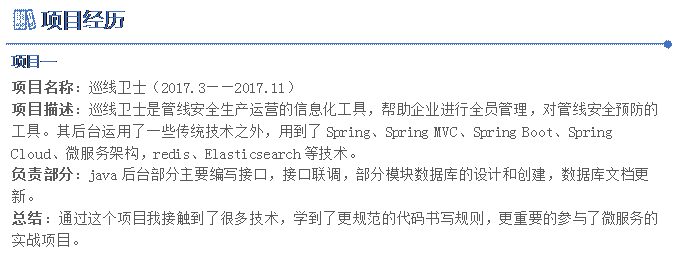 项目经历
项目一
项目名称：巡线卫士（2017.3－－2017.11）
项目描述：巡线卫士是管线安全生产运营的信息化工具，帮助企业进行全员管理，对管线安全预防的
工具。其后台运用了一些传统技术之外，用到了 Spring、Spring MVC、Spring Boot、Spring
Cloud、微服务架构，redis、Elasticsearch 等技术。
负责部分：java 后台部分主要编写接口，接口联调，部分模块数据库的设计和创建，数据库文档更
新。
总结：通过这个项目我接触到了很多技术，学到了更规范的代码书写规则，更重要的参与了微服务的
实战项目。